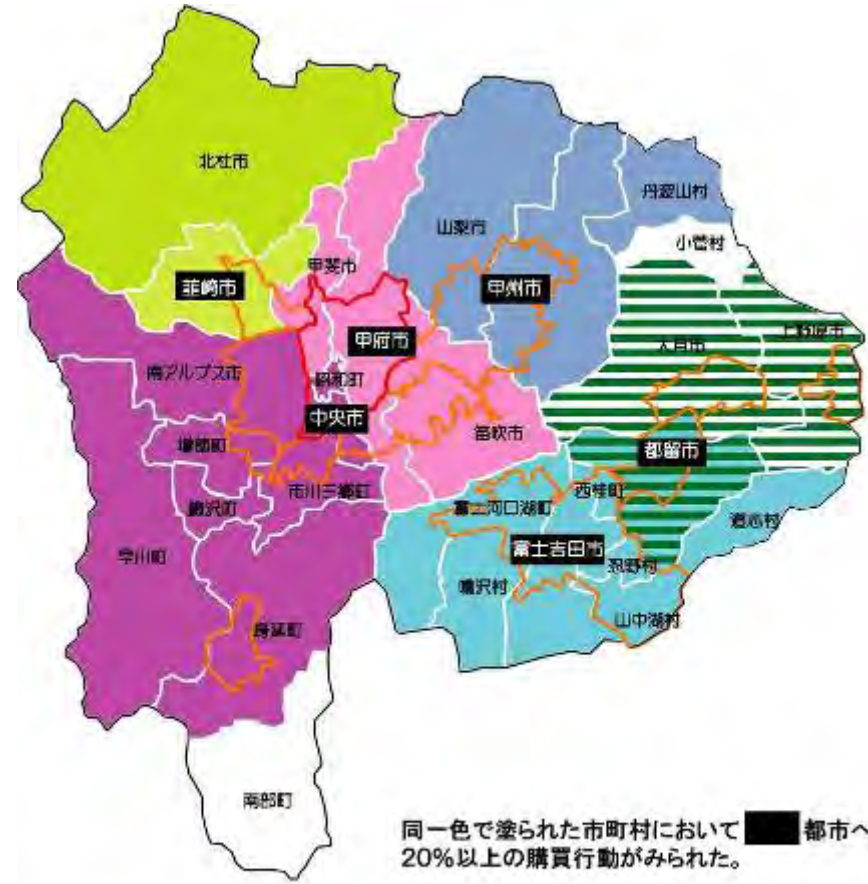 北杜市
丹波山村
山梨市
小菅村
甲斐市
韮崎市
甲州市
上野原市
大月市
甲府市
南アルプス市
昭和町
中央市
笛吹市
増穂町
都留市
市川三郷町
西桂町
鰍沢町
富士河口湖町
道志村
早川町
富士吉田市
忍野村
鳴沢村
山中湖村
身延町
南部町
同一色で塗られた市町村において 都市へ
20%以上の購買行動がみられた。